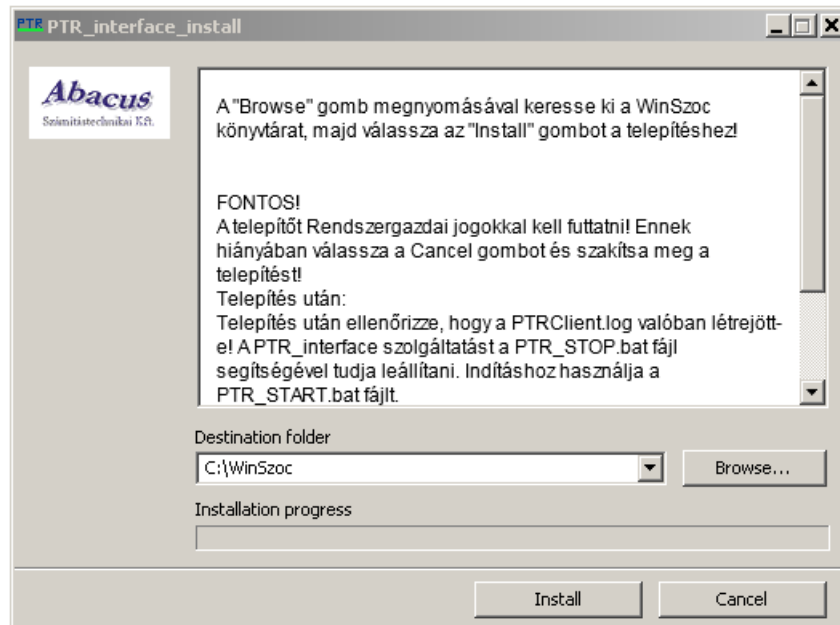 PTR PTR_interface_install
Abacus
Számítástechnikai Kft.
A "Browse" gomb megnyomásával keresse ki a WinSzoc
könyvtárat, majd válassza az "Install" gombot a telepítéshez!
FONTOS!
A telepítőt Rendszergazdai jogokkal kell futtatni! Ennek
hiányában válassza a Cancel gombot és szakítsa meg a
telepítést!
Telepítés után:
Telepítés után ellenőrizze, hogy a PTRClient.log valóban létrejött-
e! A PTR_interface szolgáltatást a PTR_STOP.bat fájl
segítségével tudja leállítani. Indításhoz használja a
PTR_START.bat fájlt.
Destination folder
C:\WinSzoc
Browse...
Installation progress
Install
Cancel